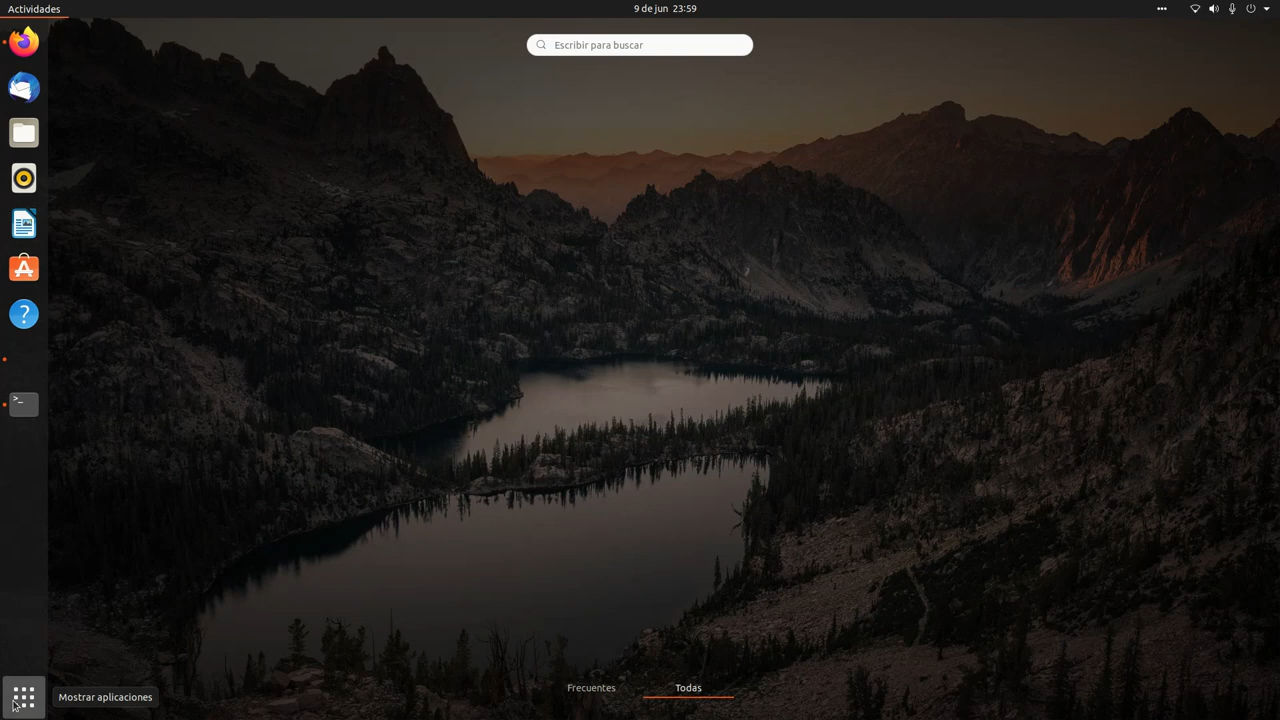 Actividades
9 de jun 23:59
Escribir para buscar
Frecuentes
Todas
Mostrar aplicaciones